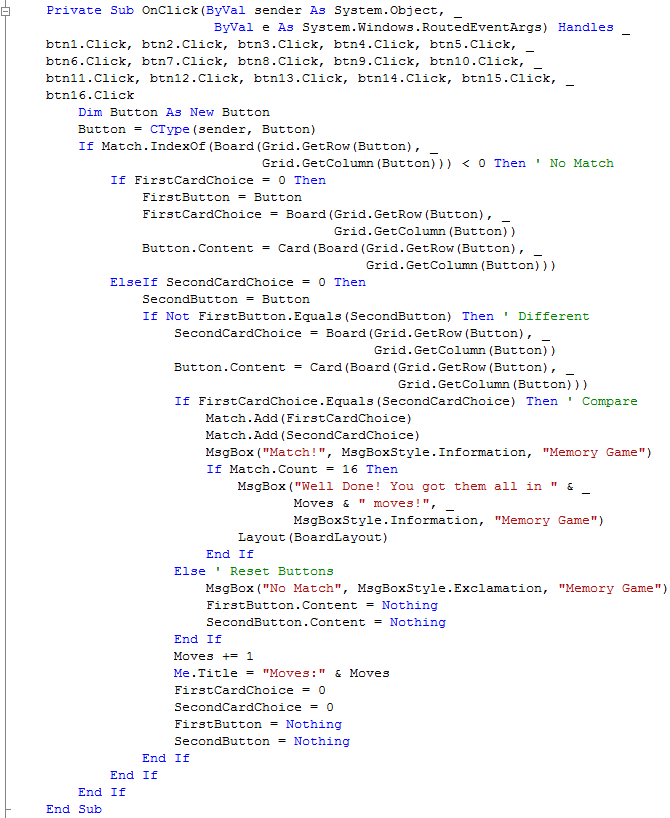 Private Sub OnClick(ByVal sender As System.Object, _
ByVal e As System.Windows.RoutedEventArgs) Handles _
btn1.Click, btn2.Click, btn3.Click, btn4.Click, btn5.Click, _
btn6.Click, btn7.Click, btn8.Click, btn9.Click, btn10.Click, _
btn11.Click, btn12.Click, btn13.Click, btn14.Click, btn15.Click, _
btn16.Click
Dim Button As New Button
Button = CType(sender, Button)
If Match.IndexOf(Board(Grid.GetRow(Button), _
Grid.GetColumn(Button))) < 0 Then ' No Match
If FirstCardChoice = 0 Then
FirstButton = Button
FirstCardChoice = Board(Grid.GetRow(Button), _
Grid.GetColumn(Button))
Button.Content = Card(Board(Grid.GetRow(Button), _
Grid.GetColumn(Button)))
ElseIf SecondCardChoice = 0 Then
SecondButton = Button
If Not FirstButton.Equals(SecondButton) Then ' Different
SecondCardChoice = Board(Grid.GetRow(Button), _
Grid.GetColumn(Button))
Button.Content = Card(Board(Grid.GetRow(Button), _
Grid.GetColumn(Button)))
If FirstCardChoice.Equals(SecondCardChoice) Then ' Compare
Match.Add(FirstCardChoice)
Match.Add(SecondCardChoice)
MsgBox("Match!", MsgBoxStyle.Information, "Memory Game")
If Match.Count = 16 Then
MsgBox("Well Done! You got them all in " & _
Moves & " moves!", _
MsgBoxStyle.Information, "Memory Game")
Layout(BoardLayout)
End If
Else ' Reset Buttons
MsgBox("No Match", MsgBoxStyle.Exclamation, "Memory Game")
FirstButton.Content = Nothing
SecondButton.Content = Nothing
End If
Moves += 1
Me.Title = "Moves:" & Moves
FirstCardChoice = 0
SecondCardChoice = 0
FirstButton = Nothing
SecondButton = Nothing
End If
End If
End If
End Sub